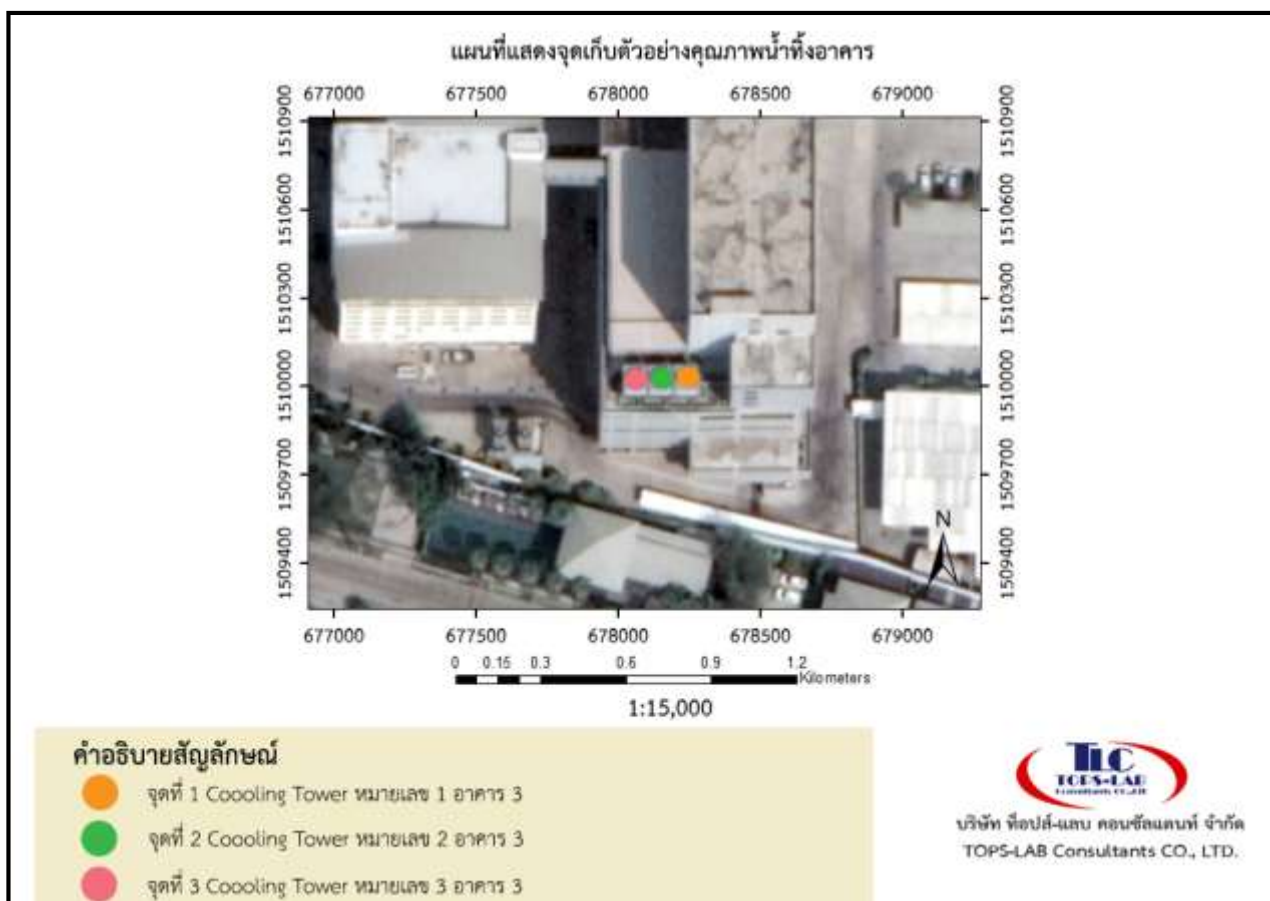 แผนที่แสดงจุดเก็บตัวอย่างคุณภาพน้ำทิ้งอาคาร
677000 677500 678000 678500 679000
1510900 1510900
1510600 1510600
1510300 1510300
1510000 1510000
1509700 1509700
1509400 1509400
N
677000 677500 678000 678500 679000
0 0.15 0.3 0.6 0.9 1.2
Kilometers
1:15,000
คำอธิบายสัญลักษณ์
จุดที่ 1 Coooling Tower หมายเลข 1 อาคาร 3
จุดที่ 2 Coooling Tower หมายเลข 2 อาคาร 3
จุดที่ 3 Coooling Tower หมายเลข 3 อาคาร 3
TLC
TOPS-LAB
Consultants CO.,LTD.
บริษัท ท็อปส์-แลบ คอนซัลแตนท์ จำกัด
TOPS-LAB Consultants CO., LTD.